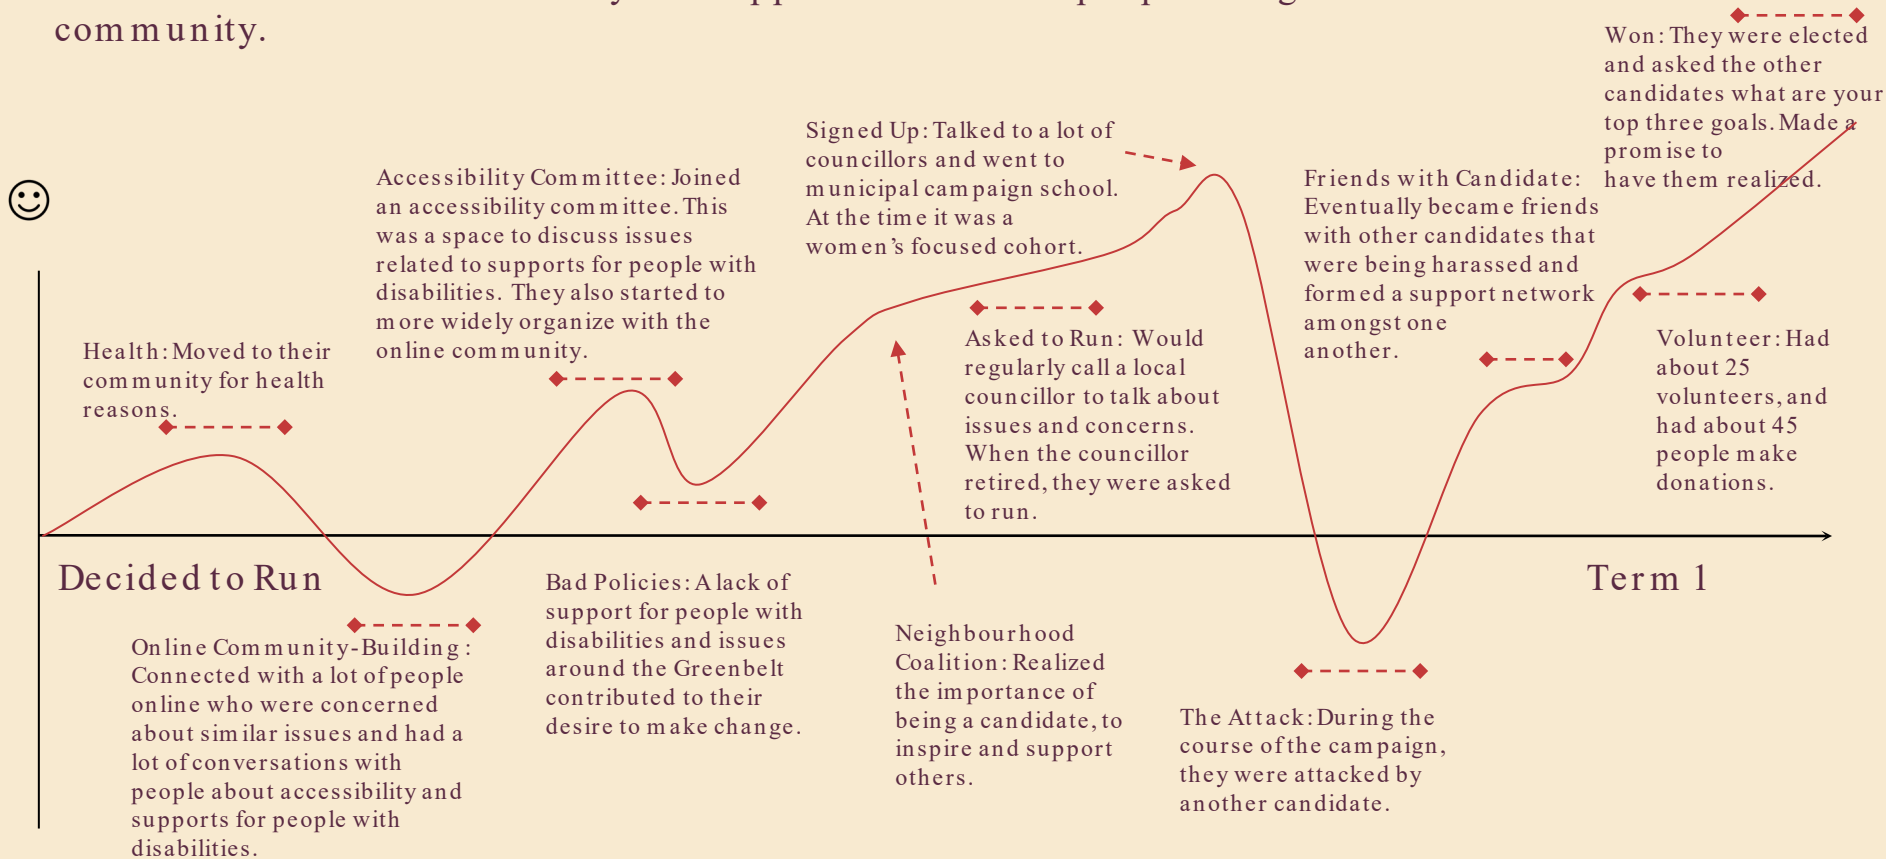 community.
Won: They were elected
and asked the other
candidates what are your
top three goals. Made a
promise to
have them realized.
Signed Up: Talked to a lot of
councillors and went to
municipal campaign school.
At the time it was a
women’s focused cohort.
Accessibility Committee: Joined
an accessibility committee. This
was a space to discuss issues
related to supports for people with
disabilities. They also started to
more widely organize with the
online community.
Friends with Candidate:
Eventually became friends
with other candidates that
were being harassed and
formed a support network
amongst one
another.
Health: Moved to their
community for health
reasons.
Asked to Run: Would
regularly call a local
councillor to talk about
issues and concerns.
When the councillor
retired, they were asked
to run.
Volunteer: Had
about 25
volunteers, and
had about 45
people make
donations.
Decided to Run
Term 1
Online Community-Building:
Connected with a lot of people
online who were concerned
about similar issues and had a
lot of conversations with
people about accessibility and
supports for people with
disabilities.
Bad Policies: A lack of
support for people with
disabilities and issues
around the Greenbelt
contributed to their
desire to make change.
Neighbourhood
Coalition: Realized
the importance of
being a candidate, to
inspire and support
others.
The Attack: During the
course of the campaign,
they were attacked by
another candidate.